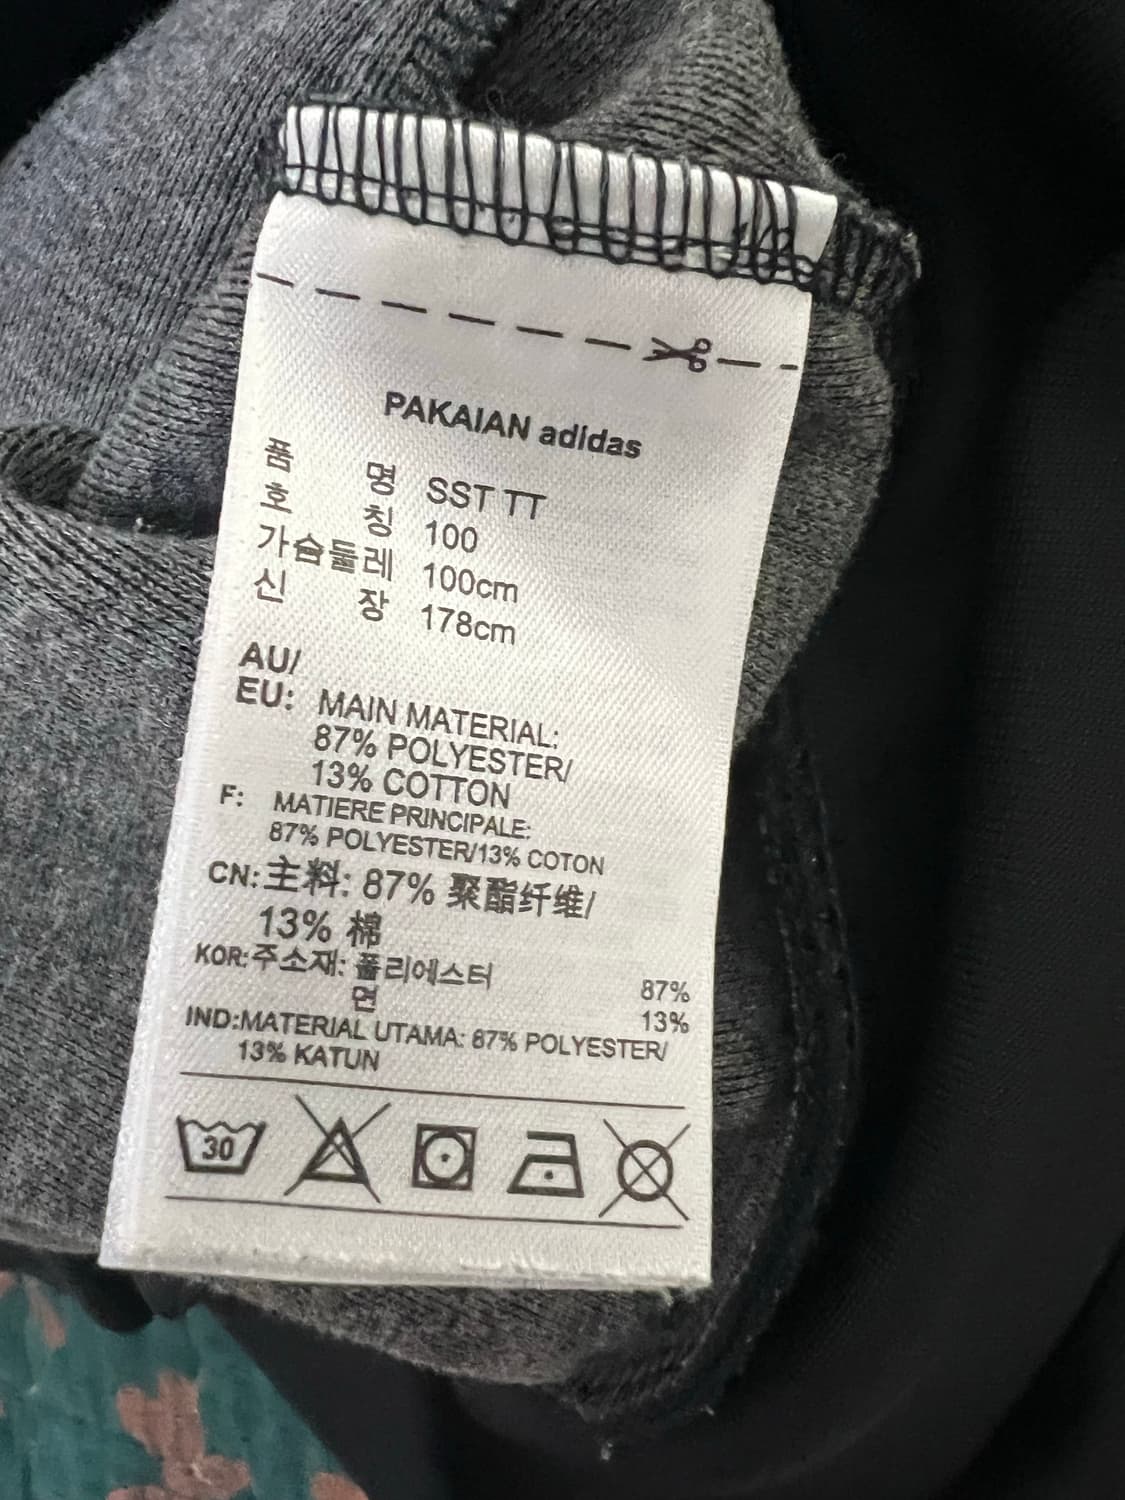 PAKAIAN adidas
품 명 SST TT
호 칭 100
가슴둘레 100cm
신 장 178cm
AU/
EU: MAIN MATERIAL:
87% POLYESTER/
13% COTTON
F: MATIERE PRINCIPALE:
87% POLYESTER/13% COTON
CN:主料: 87% 聚酯纤维/
13% 棉
KOR:주소재: 폴리에스터 87%
면 13%
IND:MATERIAL UTAMA: 87% POLYESTER/
13% KATUN
30